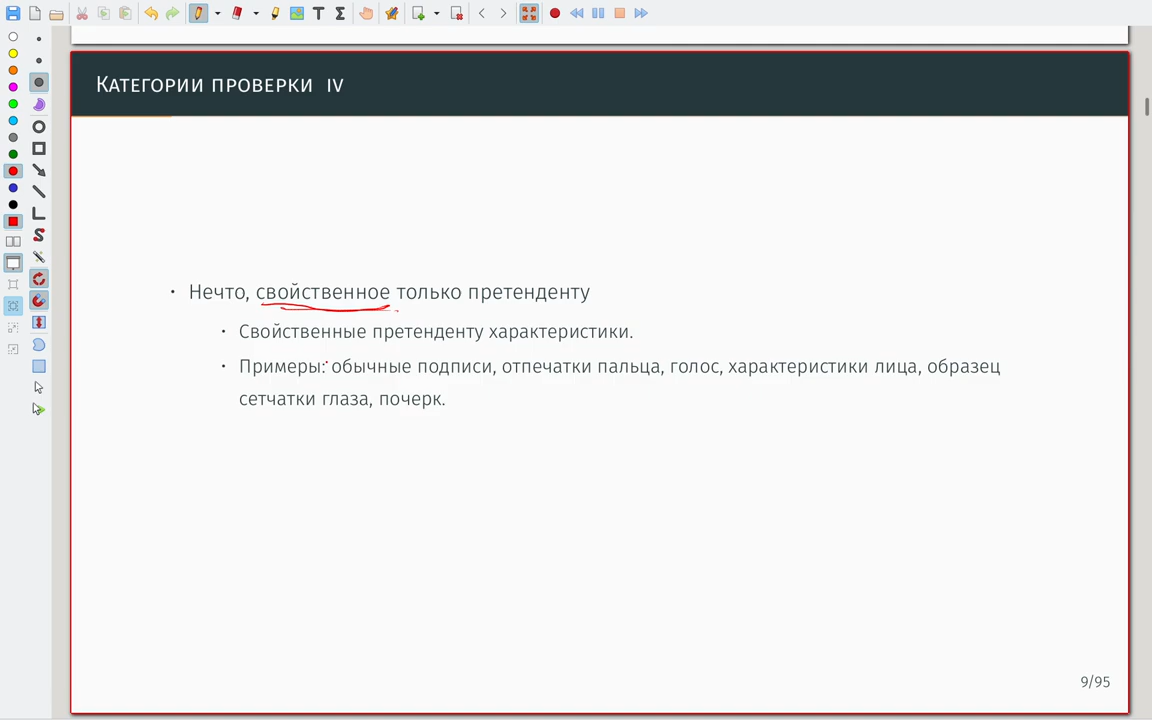 Категории проверки IV
• Нечто, свойственное только претенденту
• Свойственные претенденту характеристики.
• Примеры: обычные подписи, отпечатки пальца, голос, характеристики лица, образец
сетчатки глаза, почерк.
9/95